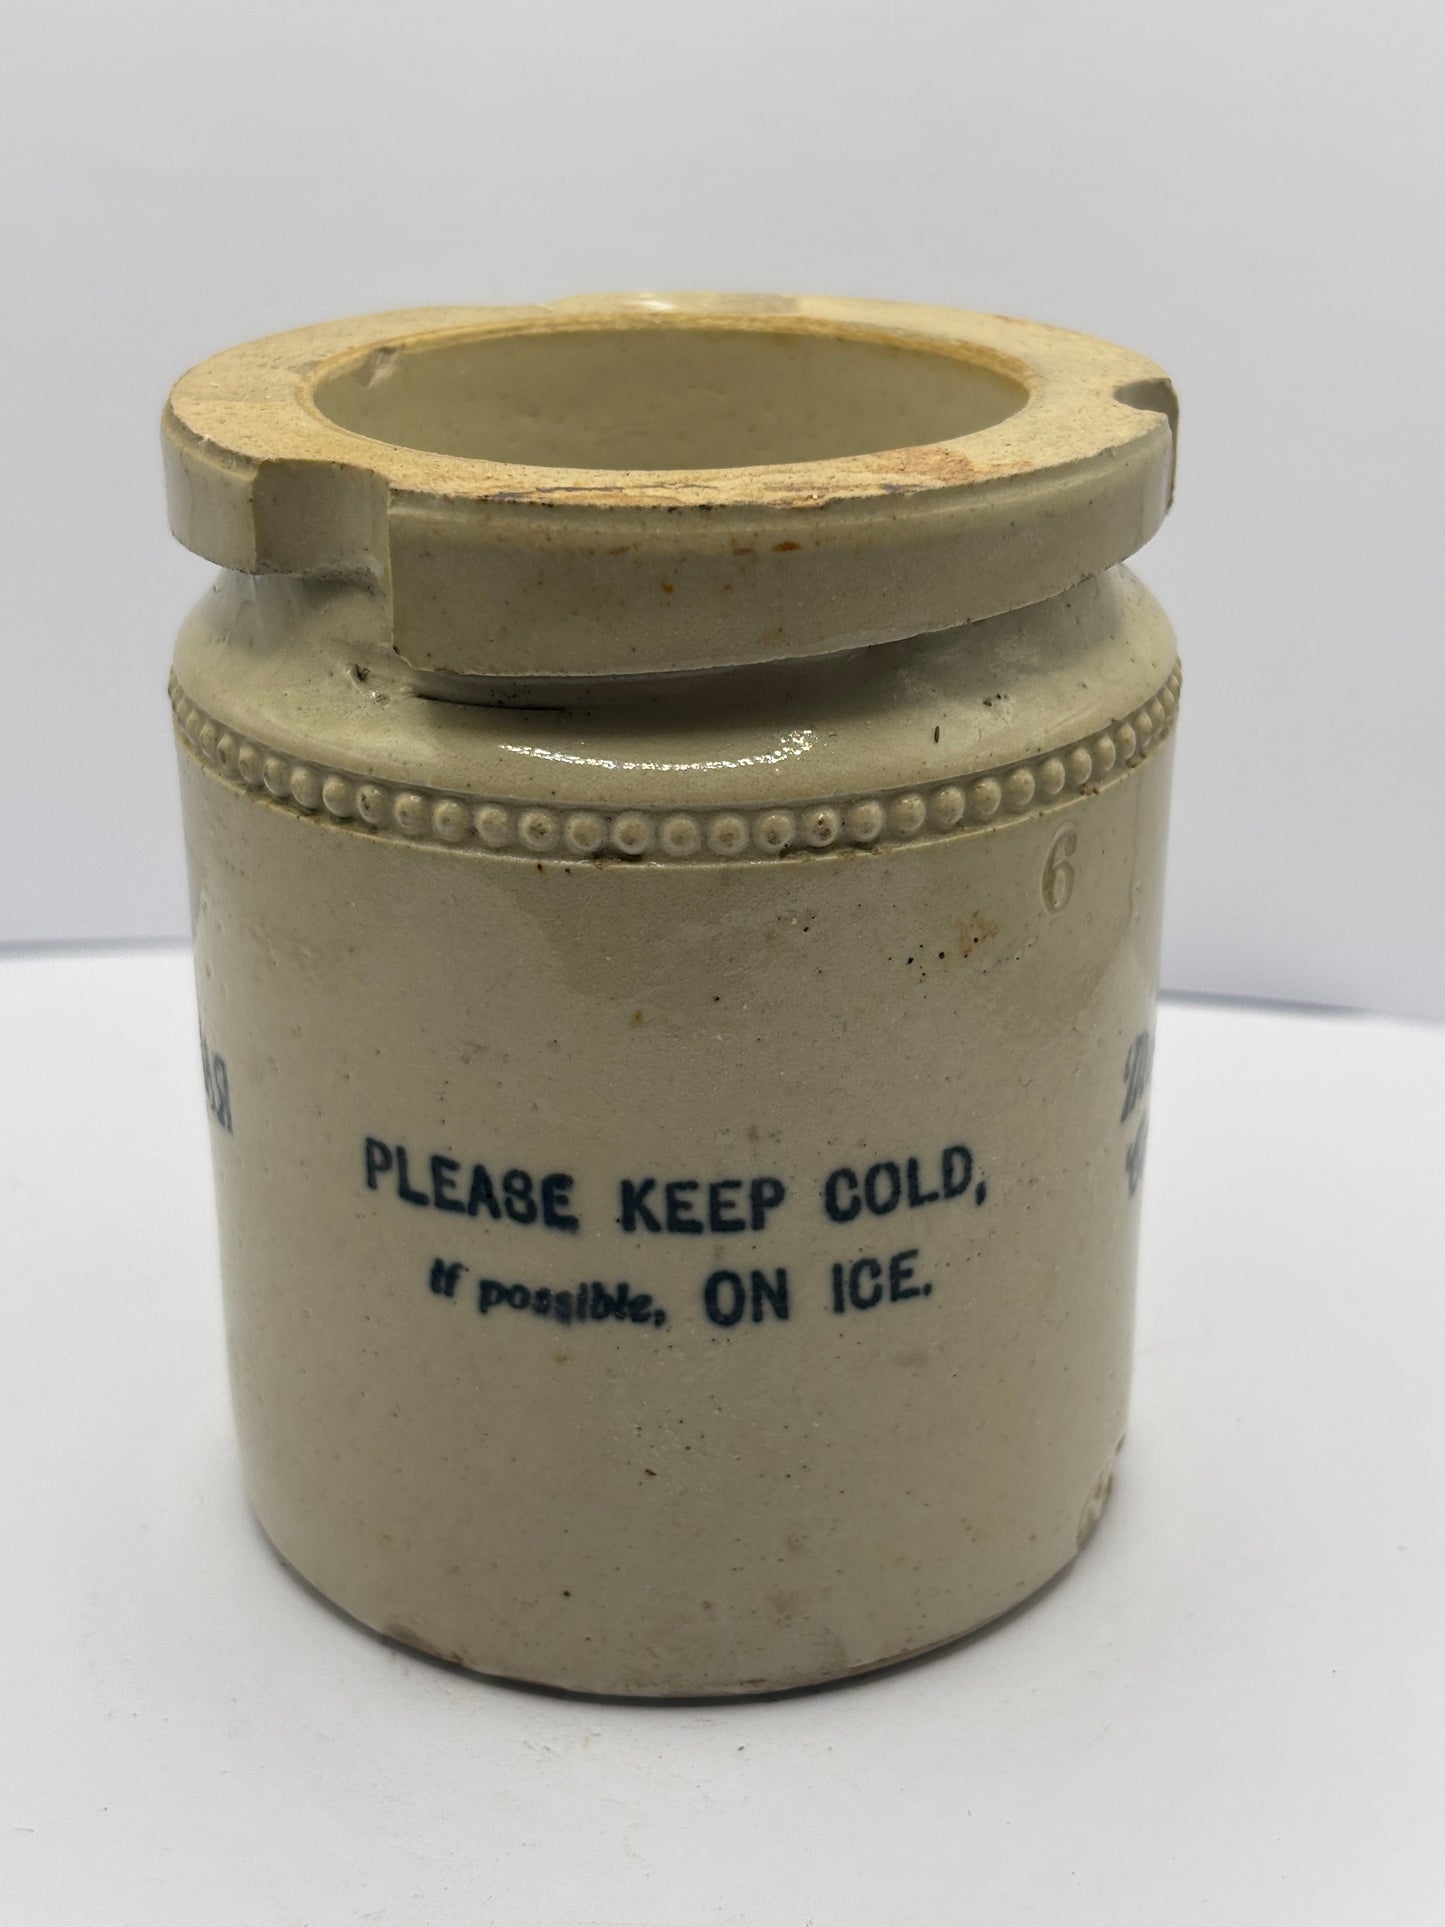 6
PLEASE KEEP COLD,
If possible, ON ICE.